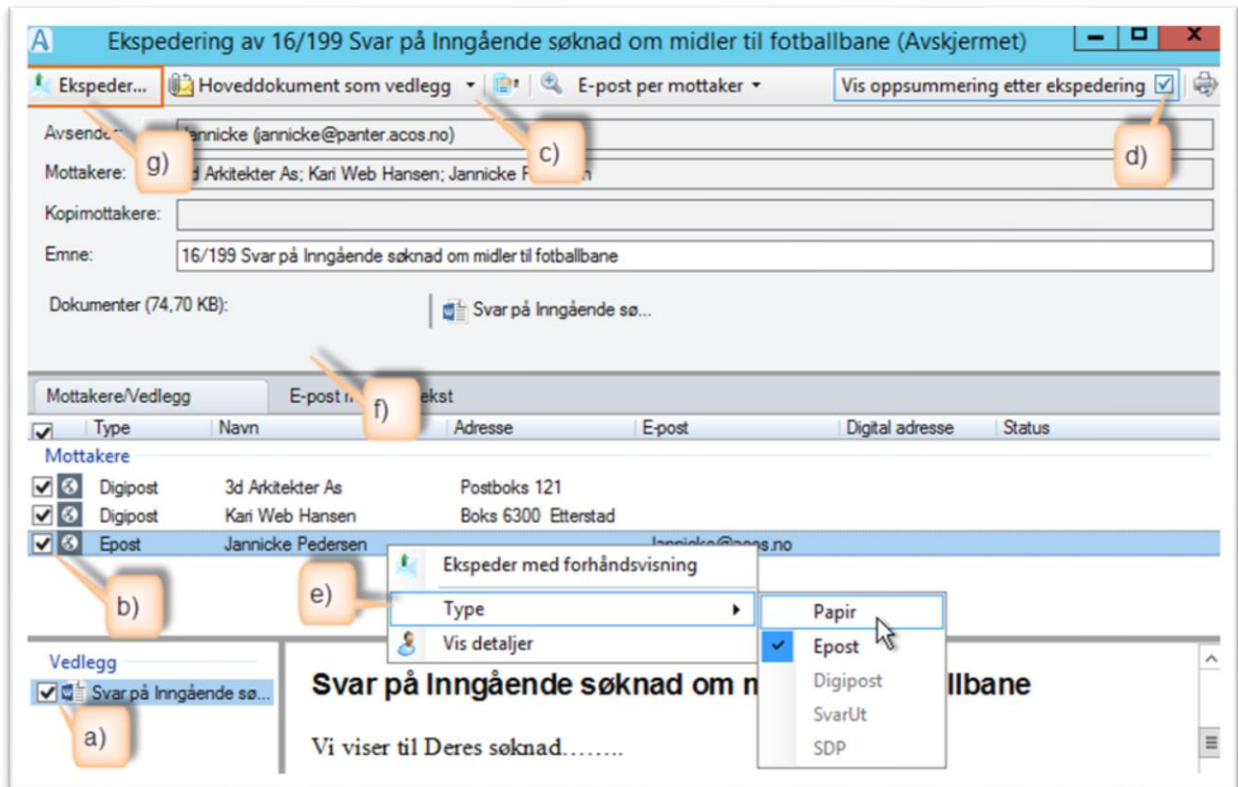 Ekspedering av 16/199 Svar på Inngående søknad om midler til fotballbane (Avskjermet)
Ekspeder... Hoveddokument som vedlegg E-post per mottaker Vis oppsummering etter ekspedering
Avsender: Jannicke (jannicke@panter.acos.no)
g) c) d)
Mottakere: 3d Arkitekter As; Kari Web Hansen; Jannicke
Kopimottakere:
Emne: 16/199 Svar på Inngående søknad om midler til fotballbane
Dokumenter (74,70 KB): Svar på Inngående sø...
Mottakere/Vedlegg E-post f) ekst
Type Navn Adresse E-post Digital adresse Status
Mottakere
Digipost 3d Arkitekter As Postboks 121
Digipost Kari Web Hansen Boks 6300 Etterstad
Epost Jannicke Pedersen Jannicke@acos.no
Ekspeder med forhåndsvisning
b) e) Type Papir
Vis detaljer Epost
Digipost
SvarUt
SDP
Vedlegg
Svar på Inngående sø...
a)
Svar på Inngående søknad om m llbane
Vi viser til Deres søknad........